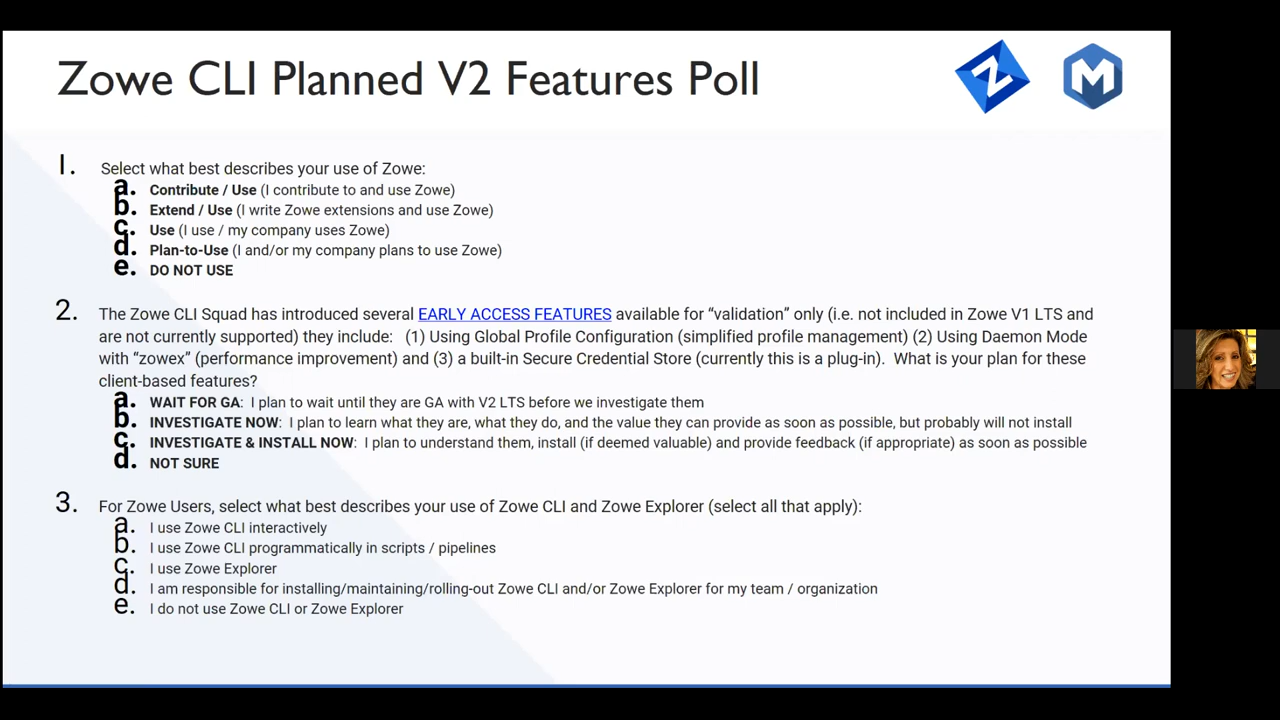 Zowe CLI Planned V2 Features Poll
Z
M
1. Select what best describes your use of Zowe:
a. Contribute / Use (I contribute to and use Zowe)
b. Extend / Use (I write Zowe extensions and use Zowe)
c. Use (I use / my company uses Zowe)
d. Plan-to-Use (I and/or my company plans to use Zowe)
e. DO NOT USE
2. The Zowe CLI Squad has introduced several EARLY ACCESS FEATURES available for “validation” only (i.e. not included in Zowe V1 LTS and
are not currently supported) they include: (1) Using Global Profile Configuration (simplified profile management) (2) Using Daemon Mode
with “zowex” (performance improvement) and (3) a built-in Secure Credential Store (currently this is a plug-in). What is your plan for these
client-based features?
a. WAIT FOR GA: I plan to wait until they are GA with V2 LTS before we investigate them
b. INVESTIGATE NOW: I plan to learn what they are, what they do, and the value they can provide as soon as possible, but probably will not install
c. INVESTIGATE & INSTALL NOW: I plan to understand them, install (if deemed valuable) and provide feedback (if appropriate) as soon as possible
d. NOT SURE
3. For Zowe Users, select what best describes your use of Zowe CLI and Zowe Explorer (select all that apply):
a. I use Zowe CLI interactively
b. I use Zowe CLI programmatically in scripts / pipelines
c. I use Zowe Explorer
d. I am responsible for installing/maintaining/rolling-out Zowe CLI and/or Zowe Explorer for my team / organization
e. I do not use Zowe CLI or Zowe Explorer